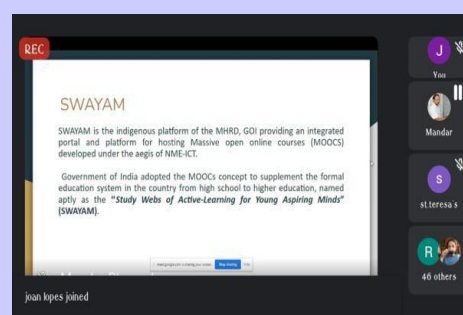 REC
SWAYAM
SWAYAM is the indigenous platform of the MHRD, GOI providing an integrated
portal and platform for hosting Massive open online courses (MOOCS)
developed under the aegis of NME-ICT.
Government of India adopted the MOOCs concept to supplement the formal
education system in the country from high school to higher education, named
aptly as the "Study Webs of Active-Learning for Young Aspiring Minds"
(SWAYAM).
Stop sharing
joan lopes joined
J
You
Mandar
S
st.teresa's
R
46 others